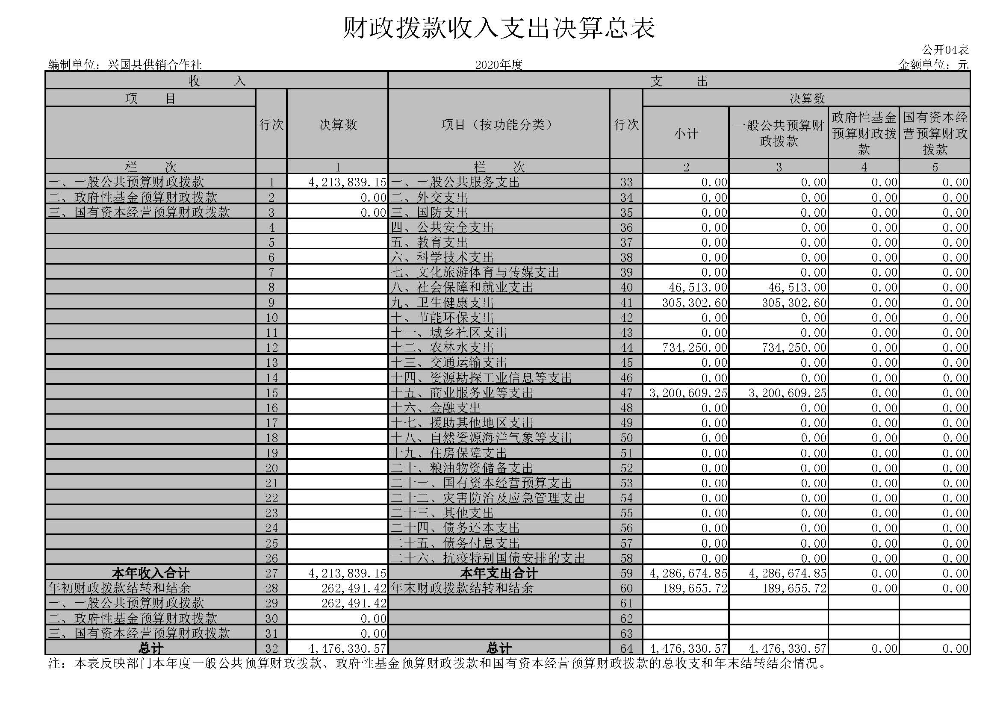 财政拨款收入支出决算总表
公开04表
编制单位：兴国县供销合作社 2020年度 金额单位：元
收 入 支 出
项 目 行次 决算数 项目（按功能分类） 行次 决算数
小计 一般公共预算财政拨款 政府性基金预算财政拨款 国有资本经营预算财政拨款
栏 次 1 栏 次 2 3 4 5
一、一般公共预算财政拨款 1 4,213,839.15 一、一般公共服务支出 33 0.00 0.00 0.00 0.00
二、政府性基金预算财政拨款 2 0.00 二、外交支出 34 0.00 0.00 0.00 0.00
三、国有资本经营预算财政拨款 3 0.00 三、国防支出 35 0.00 0.00 0.00 0.00
4 四、公共安全支出 36 0.00 0.00 0.00 0.00
5 五、教育支出 37 0.00 0.00 0.00 0.00
6 六、科学技术支出 38 0.00 0.00 0.00 0.00
7 七、文化旅游体育与传媒支出 39 0.00 0.00 0.00 0.00
8 八、社会保障和就业支出 40 46,513.00 46,513.00 0.00 0.00
9 九、卫生健康支出 41 305,302.60 305,302.60 0.00 0.00
10 十、节能环保支出 42 0.00 0.00 0.00 0.00
11 十一、城乡社区支出 43 0.00 0.00 0.00 0.00
12 十二、农林水支出 44 734,250.00 734,250.00 0.00 0.00
13 十三、交通运输支出 45 0.00 0.00 0.00 0.00
14 十四、资源勘探工业信息等支出 46 0.00 0.00 0.00 0.00
15 十五、商业服务业等支出 47 3,200,609.25 3,200,609.25 0.00 0.00
16 十六、金融支出 48 0.00 0.00 0.00 0.00
17 十七、援助其他地区支出 49 0.00 0.00 0.00 0.00
18 十八、自然资源海洋气象等支出 50 0.00 0.00 0.00 0.00
19 十九、住房保障支出 51 0.00 0.00 0.00 0.00
20 二十、粮油物资储备支出 52 0.00 0.00 0.00 0.00
21 二十一、国有资本经营预算支出 53 0.00 0.00 0.00 0.00
22 二十二、灾害防治及应急管理支出 54 0.00 0.00 0.00 0.00
23 二十三、其他支出 55 0.00 0.00 0.00 0.00
24 二十四、债务还本支出 56 0.00 0.00 0.00 0.00
25 二十五、债务付息支出 57 0.00 0.00 0.00 0.00
26 二十六、抗疫特别国债安排的支出 58 0.00 0.00 0.00 0.00
本年收入合计 27 4,213,839.15 本年支出合计 59 4,286,674.85 4,286,674.85 0.00 0.00
年初财政拨款结转和结余 28 262,491.42 年末财政拨款结转和结余 60 189,655.72 189,655.72 0.00 0.00
一、一般公共预算财政拨款 29 262,491.42 61
二、政府性基金预算财政拨款 30 0.00 62
三、国有资本经营预算财政拨款 31 0.00 63
总计 32 4,476,330.57 总计 64 4,476,330.57 4,476,330.57 0.00 0.00
注：本表反映部门本年度一般公共预算财政拨款、政府性基金预算财政拨款和国有资本经营预算财政拨款的总收支和年末结转结余情况。